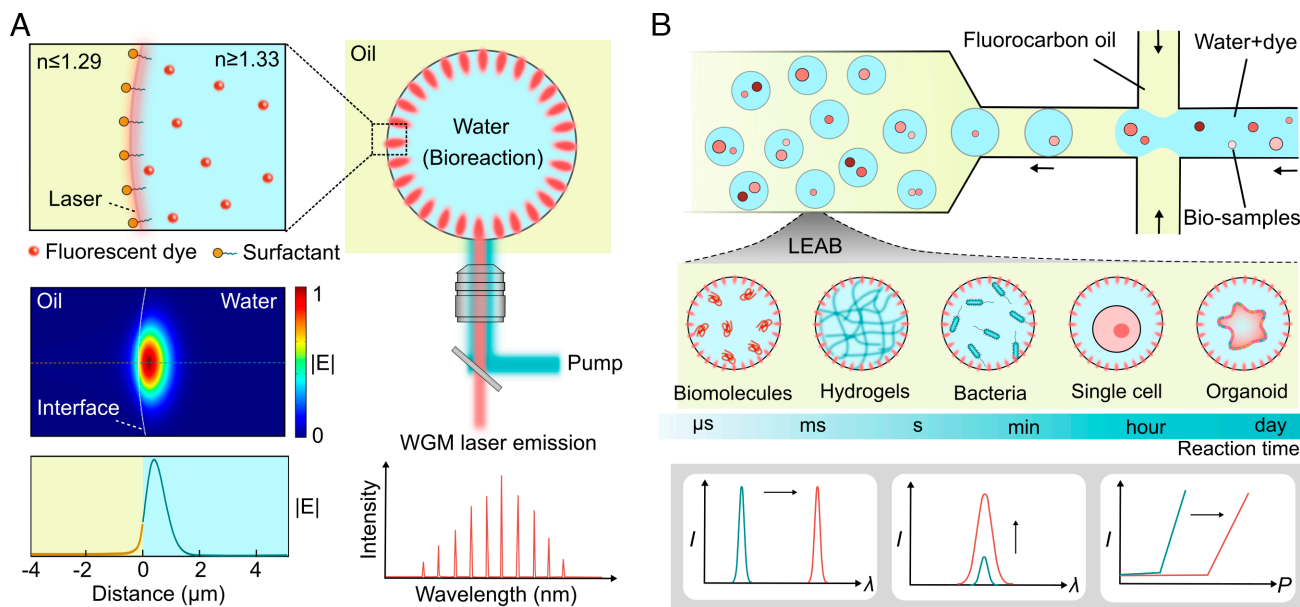 A
n≤1.29
n≥1.33
Laser
Fluorescent dye
Surfactant
Oil
Water
(Bioreaction)
Pump
WGM laser emission
Oil
Water
Interface
1
|E|
0
|E|
-4
-2
0
2
4
Distance (μm)
Intensity
Wavelength (nm)
B
Fluorocarbon oil
Water+dye
Bio-samples
LEAB
Biomolecules
Hydrogels
Bacteria
Single cell
Organoid
μs
ms
s
min
hour
day
Reaction time
I
λ
I
λ
I
P